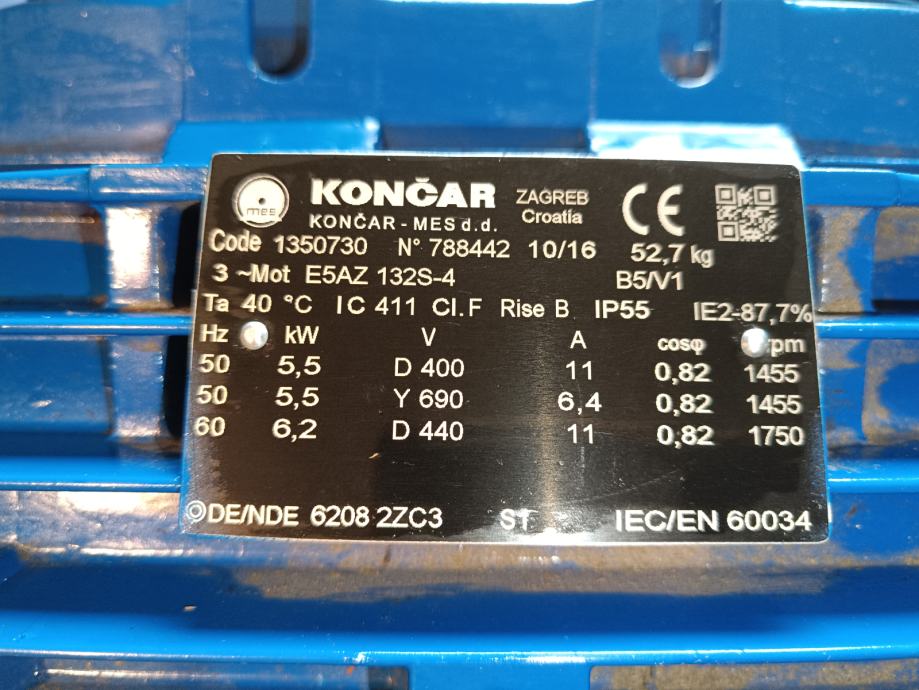 mes KONČAR ZAGREB CE
KONČAR - MES d.d. Croatia
Code 1350730 N° 788442 10/16 52,7 kg
3 ~Mot E5AZ 132S-4 B5/V1
Ta 40 °C IC 411 Cl.F Rise B IP55 IE2-87,7%
Hz kW V A cosφ rpm
50 5,5 D 400 11 0,82 1455
50 5,5 Y 690 6,4 0,82 1455
60 6,2 D 440 11 0,82 1750
DE/NDE 6208 2ZC3 S1 IEC/EN 60034